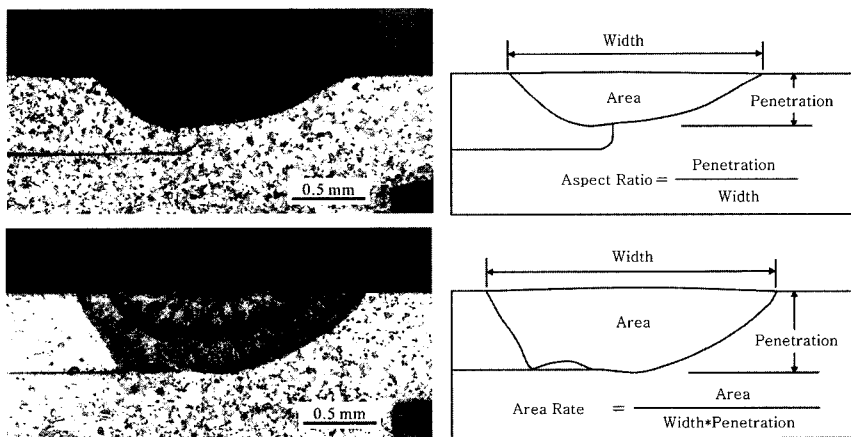 Width
Area
Penetration
Aspect Ratio = Penetration / Width
0.5 mm
Width
Area
Penetration
Area Rate = Area / Width*Penetration
0.5 mm